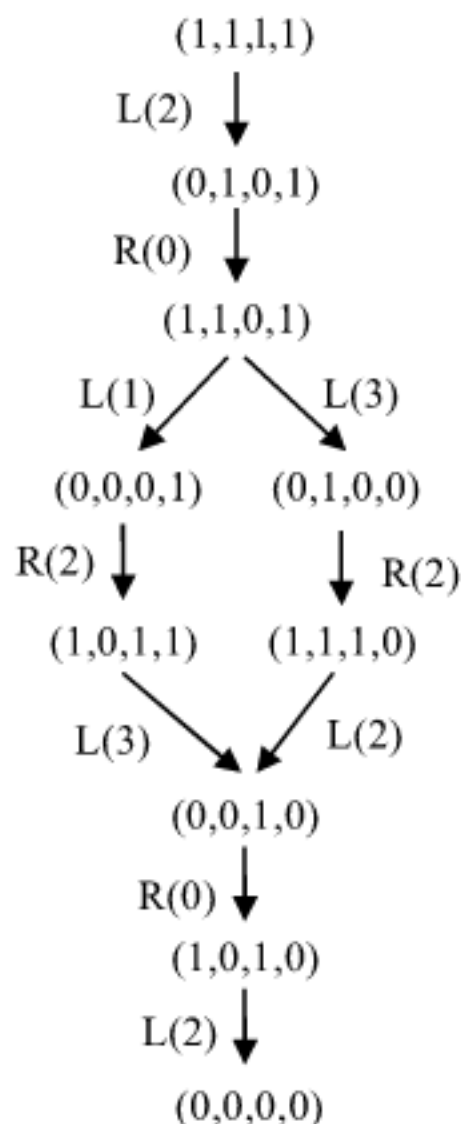 (1,1,l,1)
L(2)
(0,1,0,1)
R(0)
(1,1,0,1)
L(1) L(3)
(0,0,0,1) (0,1,0,0)
R(2) R(2)
(1,0,1,1) (1,1,1,0)
L(3) L(2)
(0,0,1,0)
R(0)
(1,0,1,0)
L(2)
(0,0,0,0)